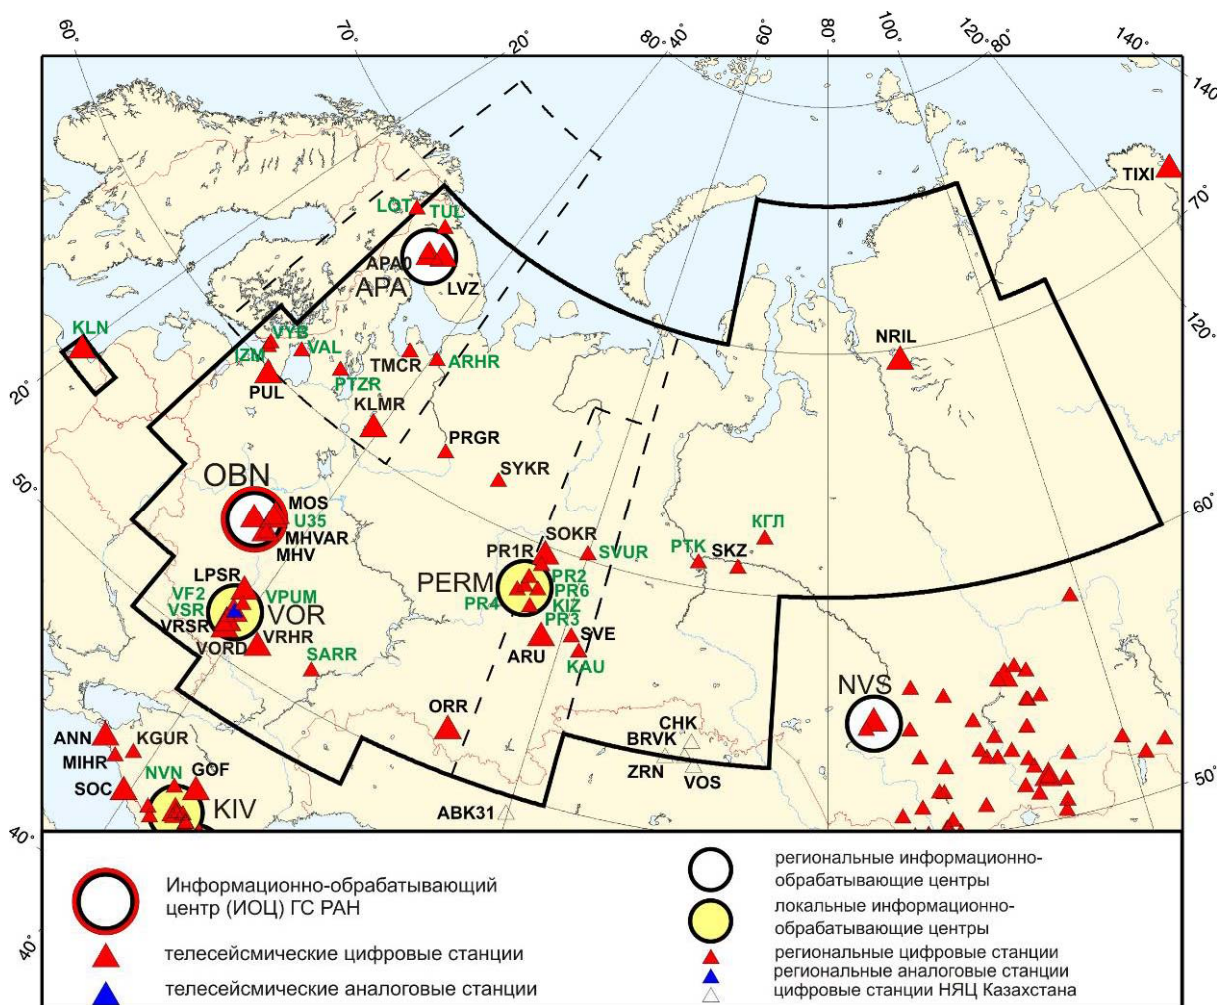 60°
70°
20°
80°
40°
60°
80°
100°
120°
80°
140°
140
70°
120°
60°
50°
20°
50°
40°
40°
TIXI
LOT
TUL
APA0
APA
LVZ
KLN
VYB
IZM
VAL
TMCR
ARHR
NRIL
PUL
PTZR
KLMR
PRGR
SYKR
OBN
MOS
U35
MHVAR
MHV
SOKR
PR1R
SVUR
КГЛ
PTK
SKZ
PERM
PR2
PR6
PR4
KIZ
PR3
LPSR
VF2
VPUM
VSR
VOR
VRSR
VRHR
VORD
SARR
SVE
ARU
KAU
NVS
ORR
CHK
ANN
KGUR
BRVK
MIHR
ZRN
VOS
NVN
GOF
SOC
KIV
ABK31
Информационно-обрабатывающий
центр (ИОЦ) ГС РАН
телесейсмические цифровые станции
телесейсмические аналоговые станции
региональные информационно-
обрабатывающие центры
локальные информационно-
обрабатывающие центры
региональные цифровые станции
региональные аналоговые станции
цифровые станции НЯЦ Казахстана